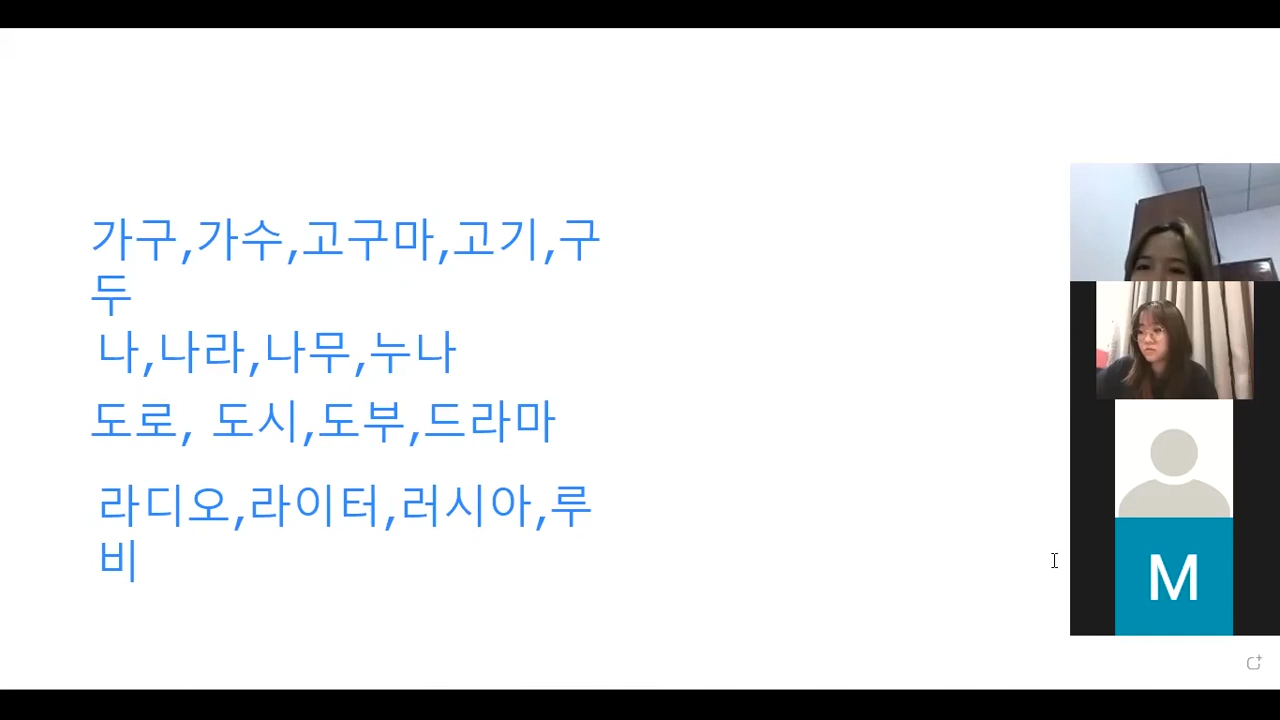 가구,가수,고구마,고기,구
두
나,나라,나무,누나
도로, 도시,도부,드라마
라디오,라이터,러시아,루
비
M